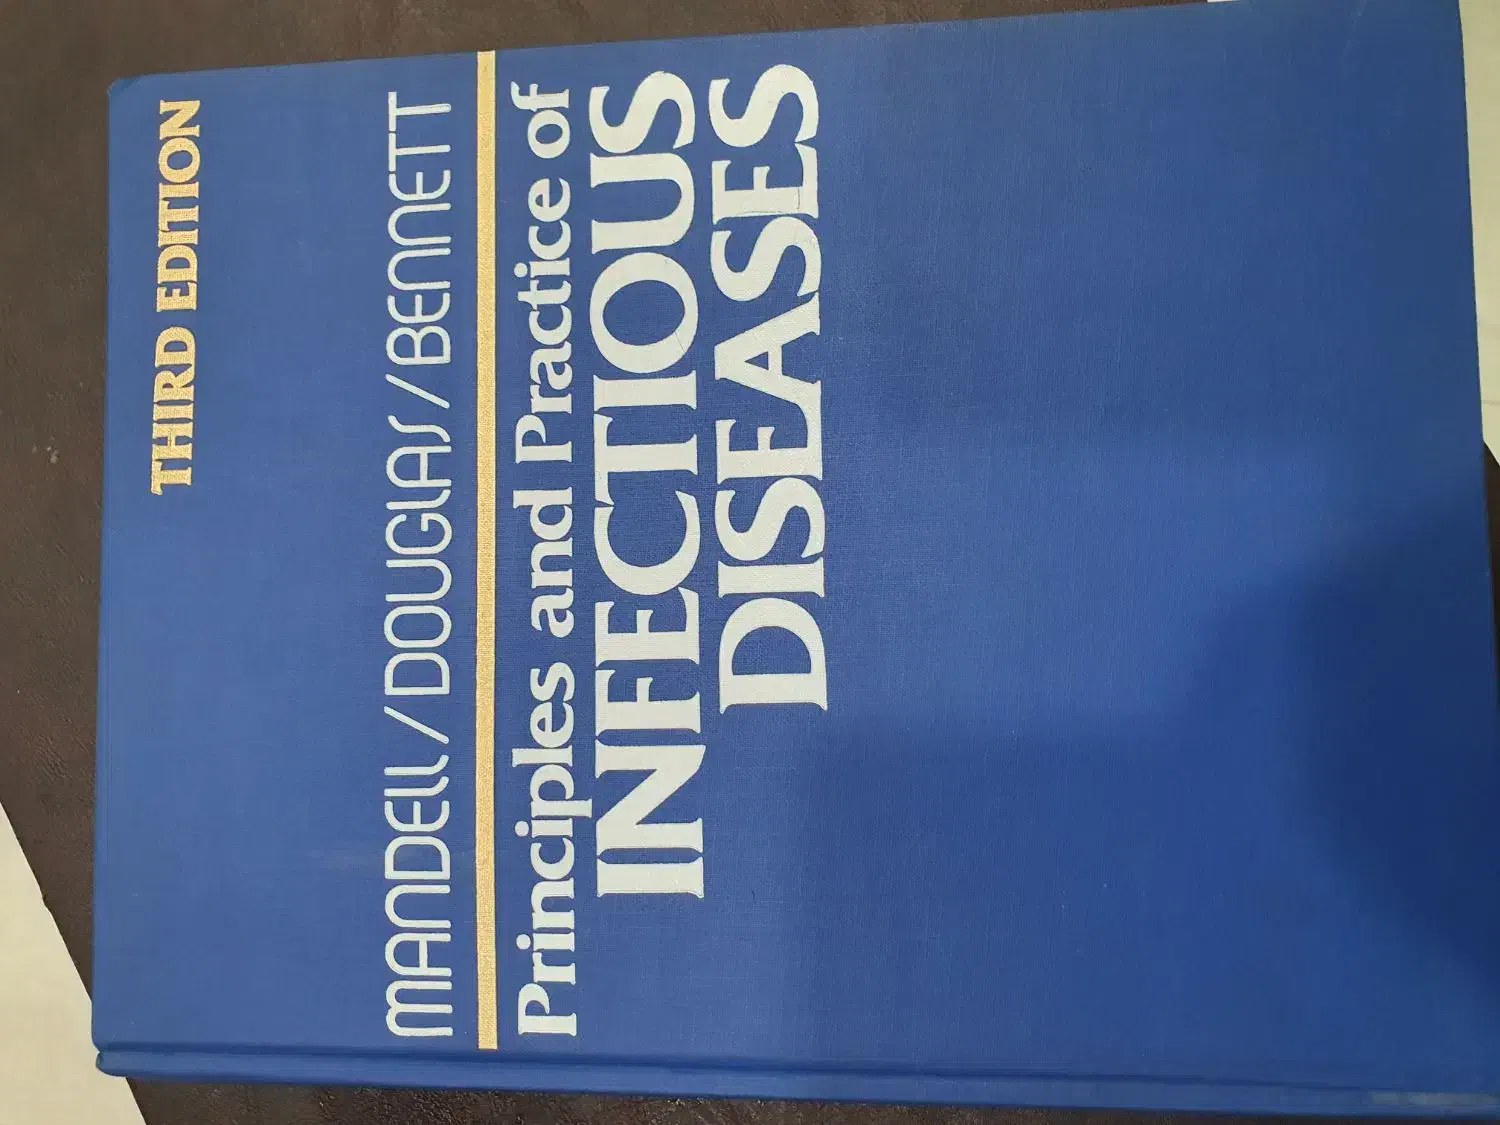 THIRD EDITION
MANDELL/DOUGLAS/BENNETT
Principles and Practice of
INFECTIOUS
DISEASES